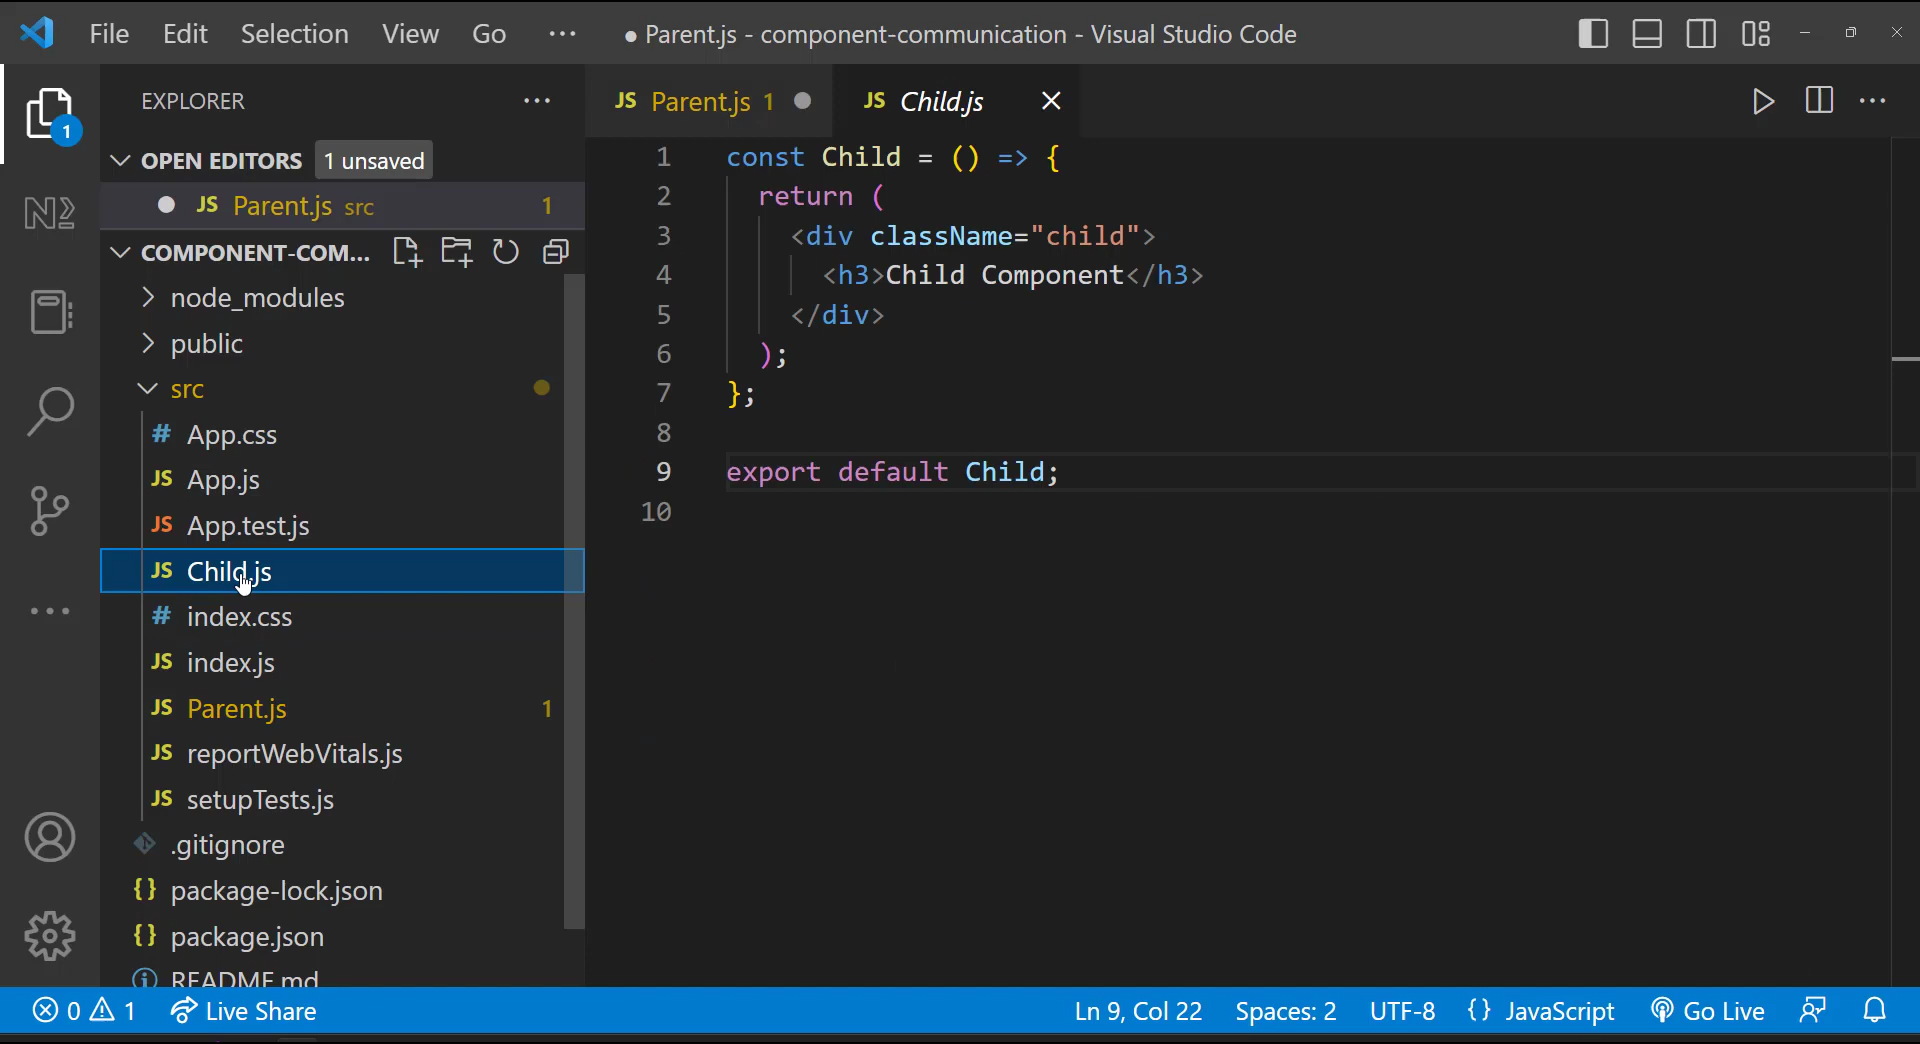 File Edit Selection View Go ··· ● Parent.js - component-communication - Visual Studio Code
EXPLORER ···
JS Parent.js 1 ● JS Child.js
OPEN EDITORS 1 unsaved
JS Parent.js src 1
COMPONENT-COM...
node_modules
public
src
# App.css
JS App.js
JS App.test.js
JS Child.js
# index.css
JS index.js
JS Parent.js 1
JS reportWebVitals.js
JS setupTests.js
.gitignore
{} package-lock.json
{} package.json
README.md
1
1 const Child = () => {
2 return (
3 <div className="child">
4 <h3>Child Component</h3>
5 </div>
6 );
7 };
8
9 export default Child;
10
0 1 Live Share Ln 9, Col 22 Spaces: 2 UTF-8 {} JavaScript Go Live